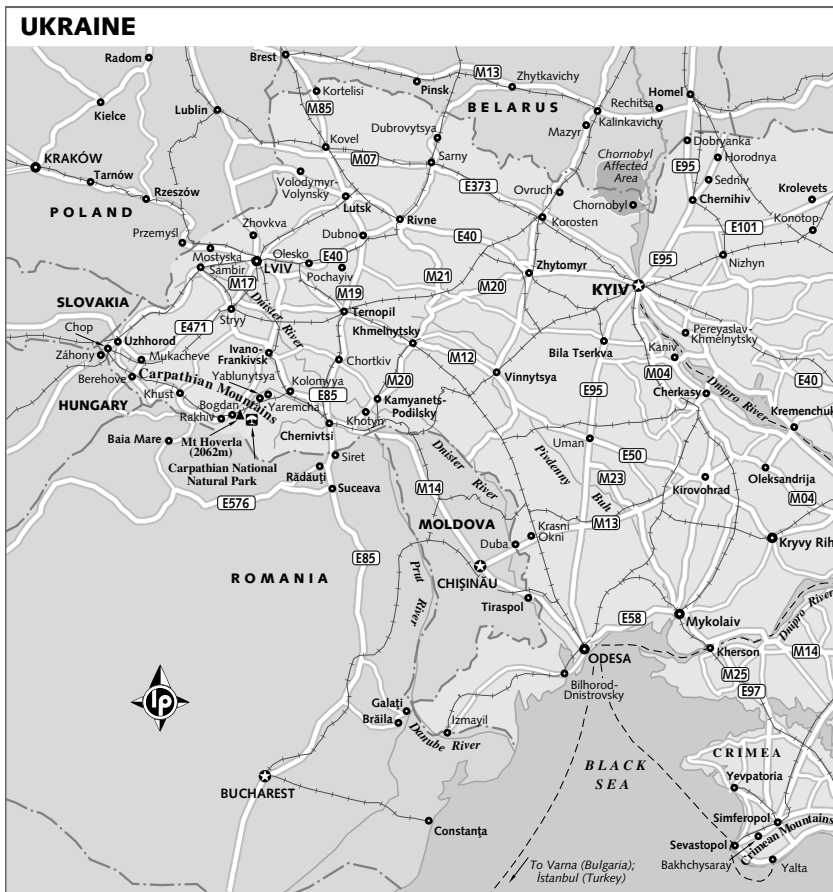 UKRAINE
Radom
Brest
M13
Zhytkavichy
Homel
Kortelisi
Pinsk
Rechitsa
Kielce
Lublin
M85
BELARUS
Kalinkavichy
Dubrovytsya
Mazyr
Kovel
Dobryanka
KRAKÓW
M07
Sarny
Chornobyl
Affected
Area
E95
Horodnya
Tarnów
Volodymyr-
Volynsky
E373
Ovruch
Sedniv
Rzeszów
Lutsk
Chornobyl
Chernihiv
Krolevets
POLAND
Zhovkva
Rivne
Korosten
E101
Konotop
Przemyśl
Dubno
E40
Mostyska
Olesko
E40
E95
Nizhyn
Sambir
LVIV
Pochayiv
M21
Zhytomyr
M17
M19
M20
KYIV
SLOVAKIA
Dnister River
Ternopil
Chop
E471
Stryy
Khmelnytsky
Pereyaslav-
Khmelnytsky
Uzhhorod
Ivano-
Frankivsk
Chortkiv
M12
Bila Tserkva
Kaniv
Záhony
Mukacheve
Yablunytsya
M20
Vinnytsya
M04
Dnipro River
E40
Berehove
Carpathian Mountains
Kolomyya
E95
Cherkasy
HUNGARY
Khust
Bogdan
Yaremcha
E85
Kamyanets-
Podilsky
Kremenchuk
Rakhiv
Khotyn
Baia Mare
Mt Hoverla
(2062m)
Chernivtsi
Uman
Carpathian National
Natural Park
Siret
Dnister River
Pivdenny Buh
E50
Rădăuţi
M23
Oleksandrija
Suceava
M14
Kirovohrad
M04
E576
MOLDOVA
Krasni
Okni
M13
Duba
Kryvy Rih
E85
Prut River
ROMANIA
CHIŞINĂU
Tiraspol
E58
Mykolaiv
Dnipro River
ODESA
Kherson
M14
M25
Bilhorod-
Dnistrovsky
E97
Galaţi
Brăila
Izmayil
Danube River
lp
BLACK
SEA
CRIMEA
Yevpatoria
BUCHAREST
Simferopol
Constanţa
Crimean Mountains
Sevastopol
Bakhchysaray
Yalta
To Varna (Bulgaria);
İstanbul (Turkey)